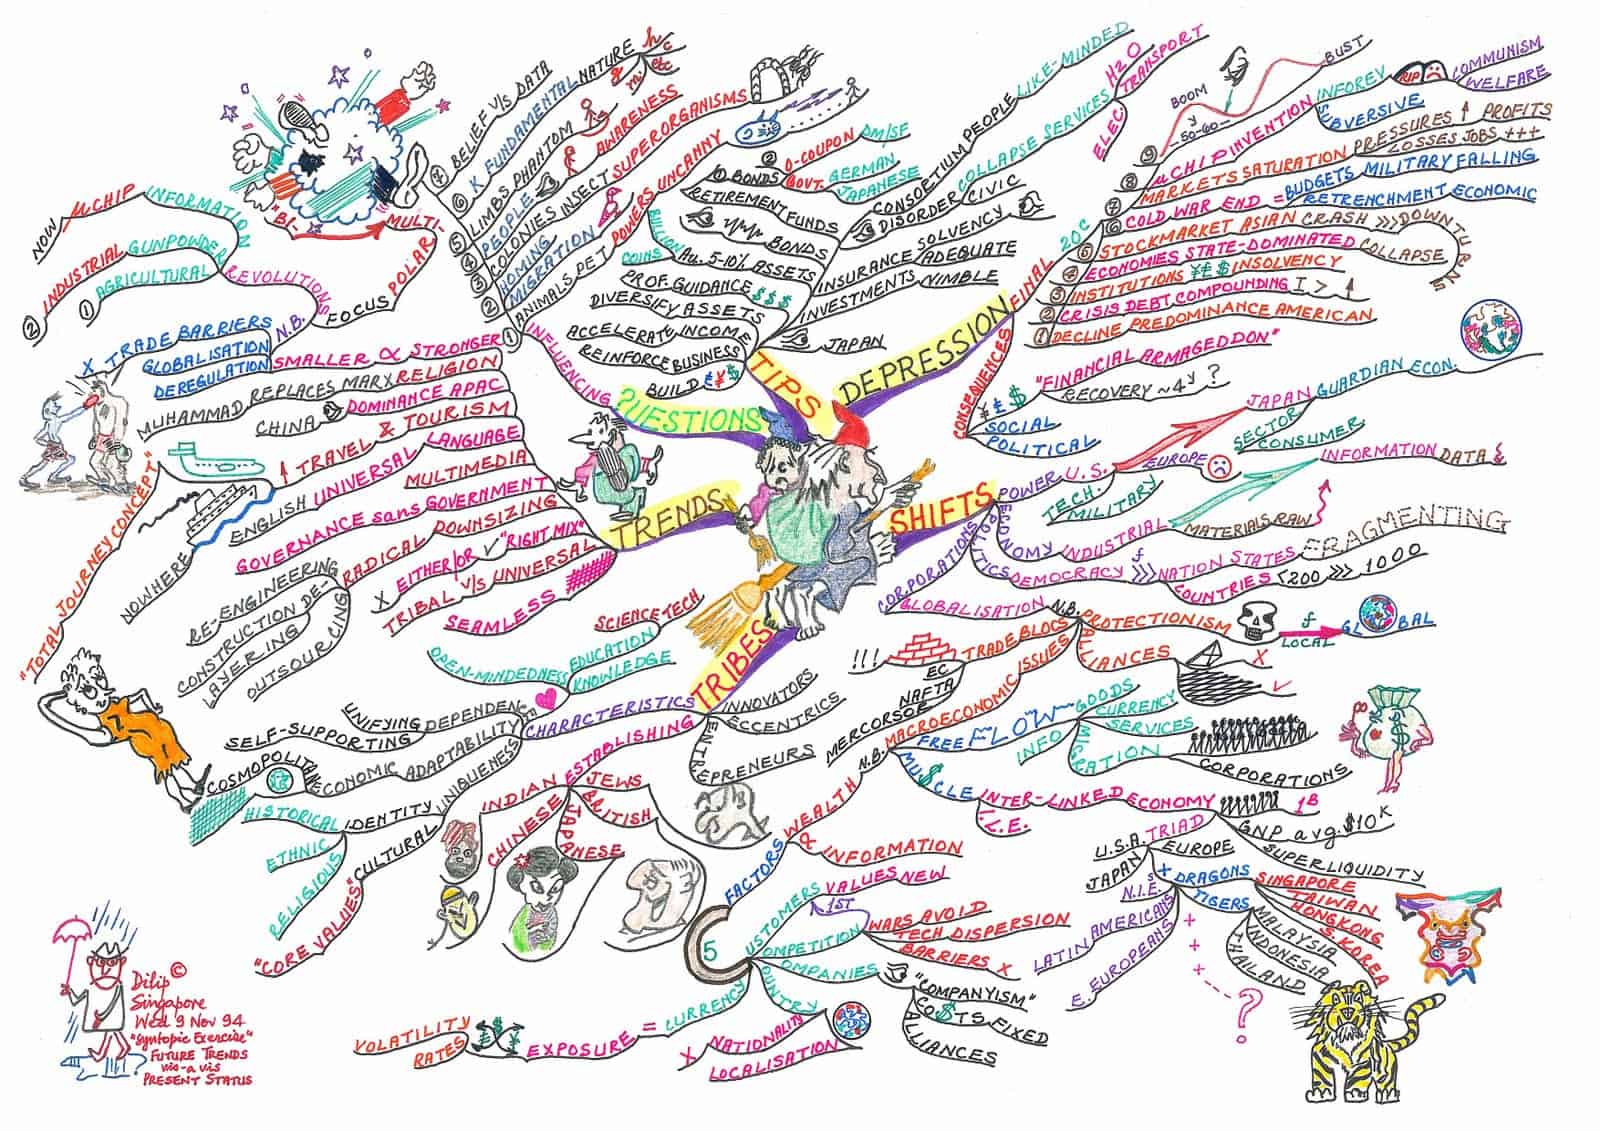 TIPS
BUILD £ ¥ $
REINFORCE BUSINESS
ACCELERATE INCOME
DIVERSIFY ASSETS
PROF. GUIDANCE $ $ $
COINS BULLION Au. 5-10% ASSETS
BONDS
RETIREMENT FUNDS
① BONDS GOVT. GERMAN JAPANESE
② 0-COUPON DM/SF
CONSORTIUM PEOPLE LIKE-MINDED
DISORDER CIVIC
COLLAPSE SERVICES ELEC. H2O TRANSPORT
INSURANCE SOLVENCY ADEQUATE
INVESTMENTS NIMBLE
JAPAN
DEPRESSION
FINAL 20C
① DECLINE PREDOMINANCE AMERICAN
② CRISIS DEBT COMPOUNDING I >
③ INSTITUTIONS ¥ £ $ INSOLVENCY
④ ECONOMIES STATE-DOMINATED COLLAPSE
⑤ STOCKMARKET ASIAN CRASH >>> DOWNTURNS
⑥ COLD WAR END = BUDGETS MILITARY FALLING
RETRENCHMENT ECONOMIC
⑦ MARKETS SATURATION PRESSURES PROFITS
LOSSES JOBS +++
⑧ µCHIP INVENTION INFOREV RIP COMMUNISM WELFARE
SUBVERSIVE
⑨ 50-60 y BOOM BUST
CONSEQUENCES
"FINANCIAL ARMAGEDDON"
RECOVERY ~ 4y ?
¥ £ $
SOCIAL
POLITICAL
SHIFTS
POWER U.S. JAPAN GUARDIAN ECON.
EUROPE
SECTOR CONSUMER
TECH. MILITARY
ECONOMY INDUSTRIAL INFORMATION DATA &
MATERIALS RAW
POLITICS DEMOCRACY >>> NATION STATES FRAGMENTING
COUNTRIES <200 >>> 1000
CORPORATIONS
GLOBALISATION N.B. PROTECTIONISM LOCAL GLOBAL
ALLIANCES X ✓
TRADE BLOCS !!!
EC
NAFTA
MERCORSOR
ISSUES MACROECONOMIC N.B.
FREE FLOW GOODS
CURRENCY
SERVICES
INFO
MIGRATION
CORPORATIONS
MU$CLE INTER-LINKED ECONOMY 1B
I.L.E.
GNP avg. $10K
SUPERLIQUIDITY
TRIAD
U.S.A.
EUROPE
JAPAN
N.I.E.s
+ DRAGONS SINGAPORE
TAIWAN
HONGKONG
S. KOREA
TIGERS MALAYSIA
INDONESIA
THAILAND
LATIN AMERICANS
E. EUROPEANS
+ + + ?
TRIBES
INNOVATORS
ECCENTRICS
ENTREPRENEURS
FACTORS WEALTH
& INFORMATION
5 C
CUSTOMERS VALUES NEW
COMPETITION 1ST WARS AVOID
TECH DISPERSION
BARRIERS X
COMPANIES "COMPANYISM"
CO$TS FIXED
ALLIANCES
COUNTRY X NATIONALITY
LOCALISATION
CURRENCY = EXPOSURE £ $ ¥ VOLATILITY
RATES
ESTABLISHING
INDIAN
CHINESE
JAPANESE
JEWS
BRITISH
CHARACTERISTICS
OPEN-MINDEDNESS EDUCATION
KNOWLEDGE
SCIENCE TECH
DEPENDENCE UNIFYING
SELF-SUPPORTING
ADAPTABILITY ECONOMIC
COSMOPOLITAN
UNIQUENESS
IDENTITY HISTORICAL
ETHNIC
RELIGIOUS
CULTURAL "CORE VALUES"
TRENDS
SEAMLESS
TRIBAL V/S UNIVERSAL
X EITHER/OR ✓ "RIGHT MIX"
RADICAL DOWNSIZING
RE-ENGINEERING
CONSTRUCTION DE-
LAYERING
OUTSOURCING
GOVERNANCE sans GOVERNMENT
MULTIMEDIA
ENGLISH UNIVERSAL LANGUAGE
TRAVEL & TOURISM
"TOTAL JOURNEY CONCEPT"
NOWHERE
CHINA DOMINANCE APAC
MUHAMMAD REPLACES MARX RELIGION
SMALLER ∝ STRONGER
N.B.
X TRADE BARRIERS
GLOBALISATION
DEREGULATION
FOCUS
REVOLUTIONS
① AGRICULTURAL
② INDUSTRIAL GUNPOWDER
NOW µCHIP INFORMATION
"BI- MULTI-
POLAR
QUESTIONS
INFLUENCING
① ANIMALS PET POWERS UNCANNY
② MIGRATION
HOMING
③ COLONIES INSECT SUPERORGANISMS
④ PEOPLE AWARENESS
⑤ LIMBS PHANTOM
⑥ K FUNDAMENTAL NATURE h c g m etc
⑦ BELIEF V/S DATA
Dilip ©
Singapore
Wed 9 Nov 94
"Syntopic Exercise"
FUTURE TRENDS
vis-a vis
PRESENT STATUS